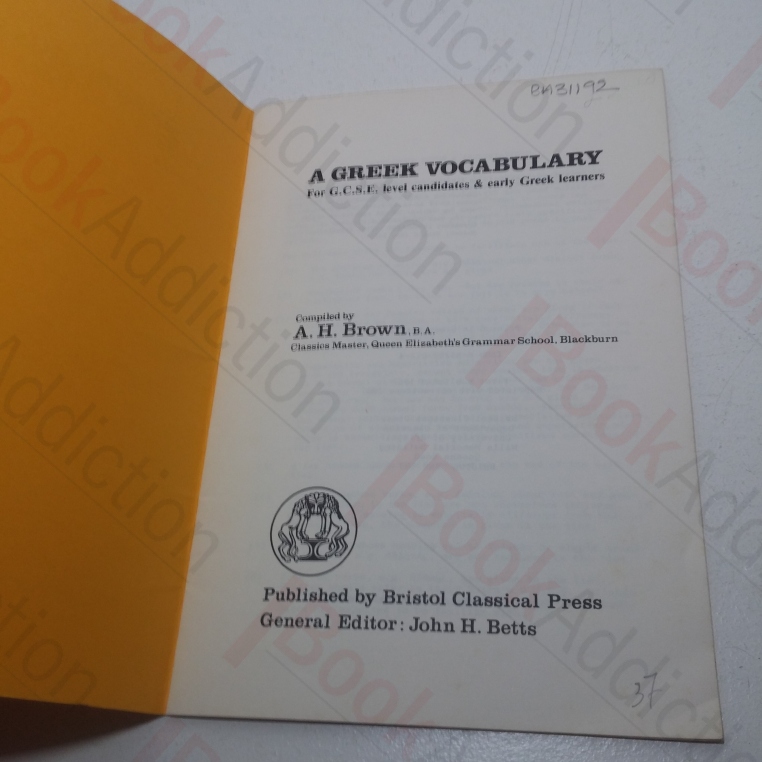 A GREEK VOCABULARY
For G.C.S.E. level candidates & early Greek learners
Compiled by
A. H. Brown, B.A.
Classics Master, Queen Elizabeth's Grammar School, Blackburn
Published by Bristol Classical Press
General Editor: John H. Betts
37
BookAddiction